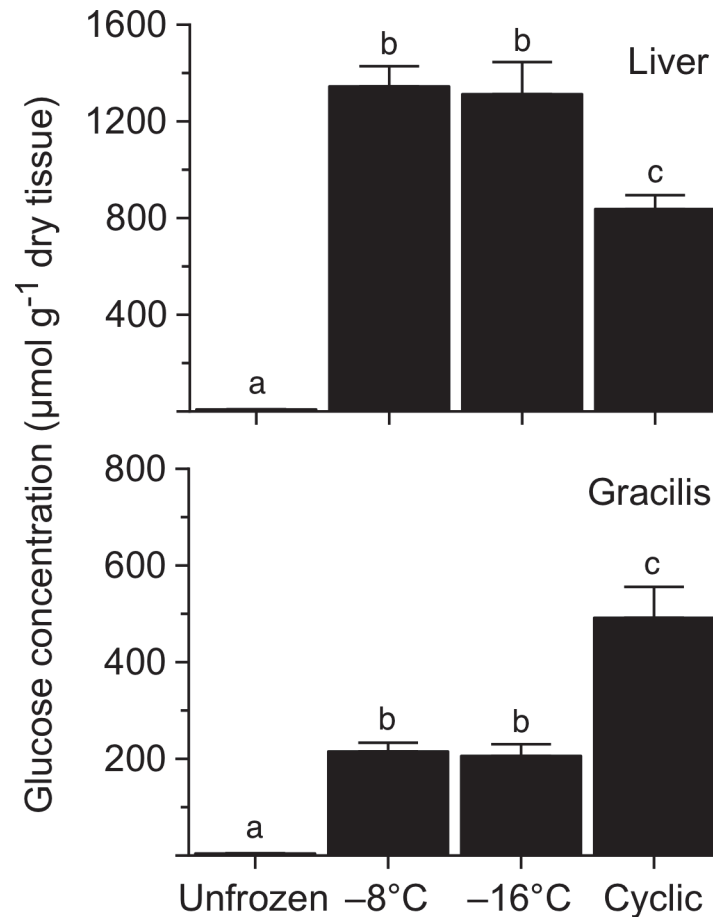 Glucose concentration (µmol g-1 dry tissue)
1600
1200
800
400
Liver
a
b
b
c
800
600
400
200
Gracilis
a
b
b
c
Unfrozen –8°C –16°C Cyclic